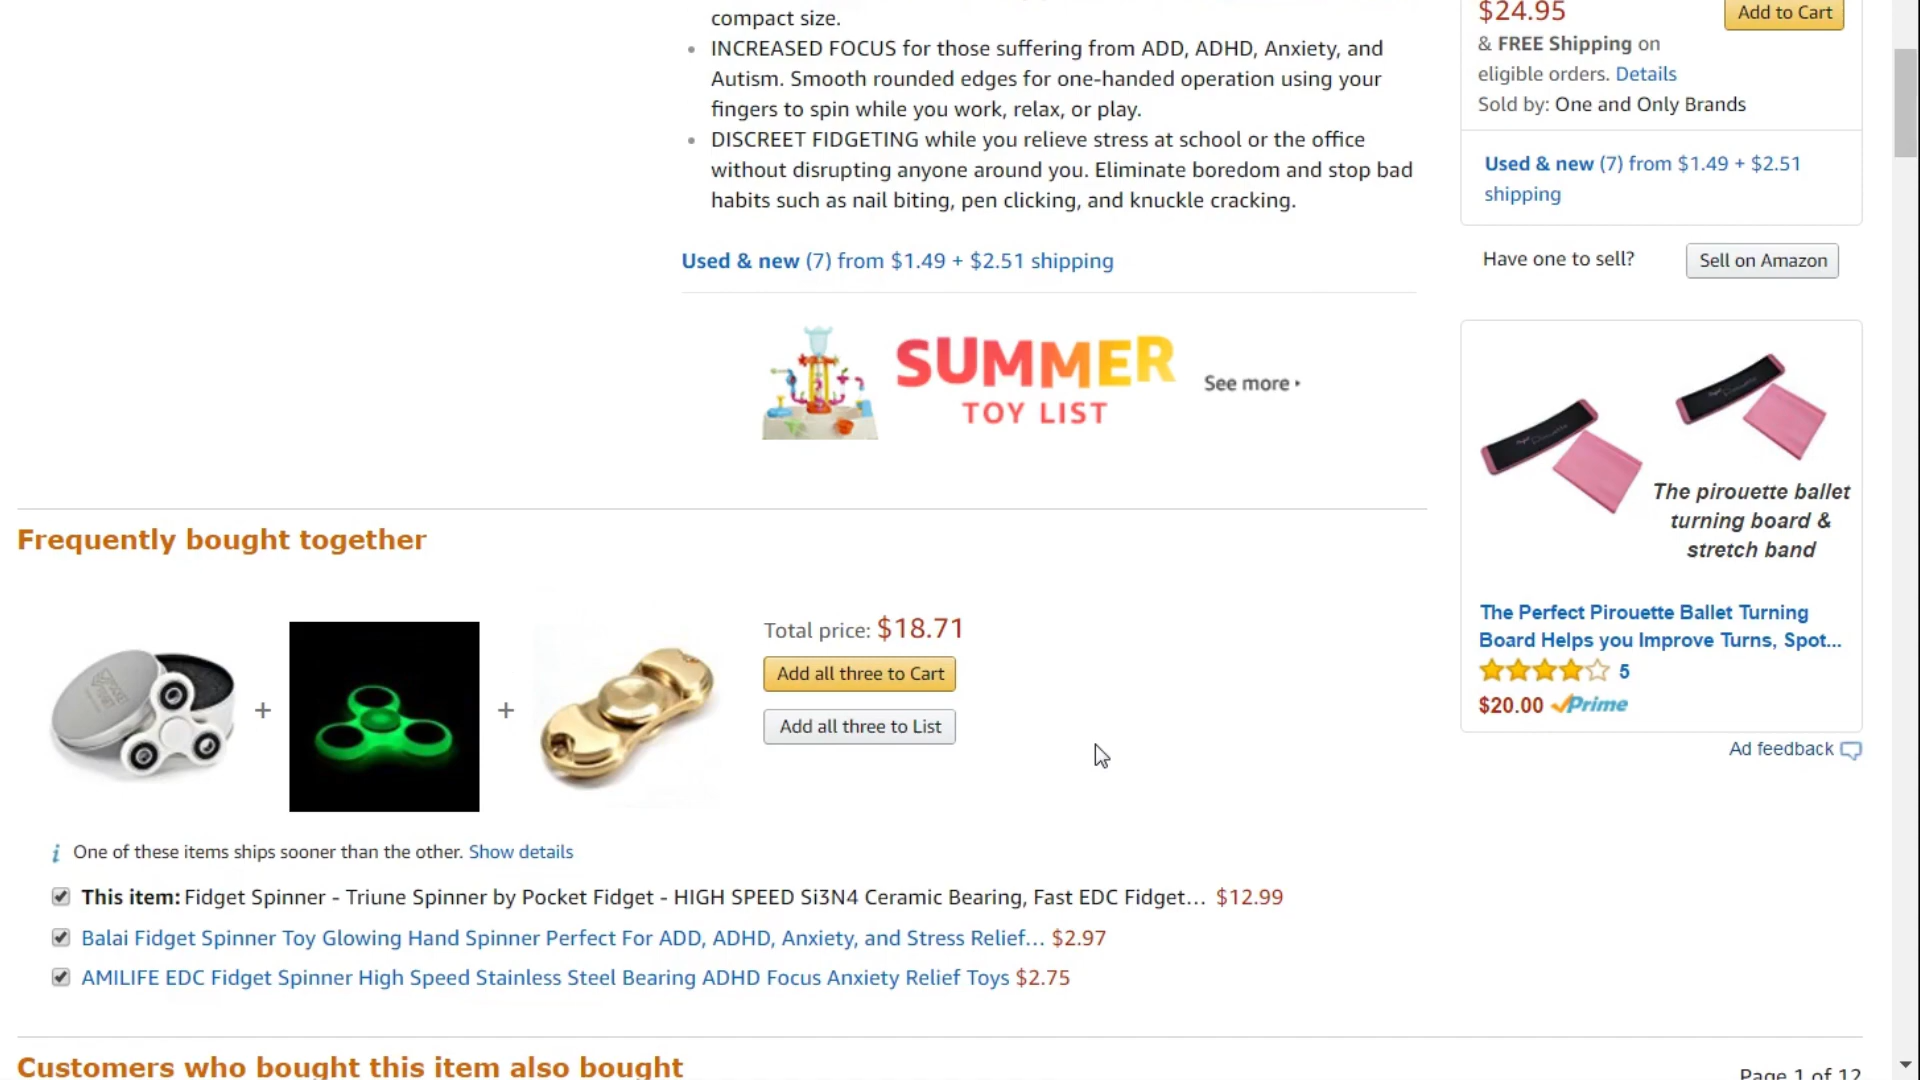 compact size.
INCREASED FOCUS for those suffering from ADD, ADHD, Anxiety, and
Autism. Smooth rounded edges for one-handed operation using your
fingers to spin while you work, relax, or play.
DISCREET FIDGETING while you relieve stress at school or the office
without disrupting anyone around you. Eliminate boredom and stop bad
habits such as nail biting, pen clicking, and knuckle cracking.
Used & new (7) from $1.49 + $2.51 shipping
SUMMER
TOY LIST
See more
$24.95
Add to Cart
& FREE Shipping on
eligible orders. Details
Sold by: One and Only Brands
Used & new (7) from $1.49 + $2.51
shipping
Have one to sell?
Sell on Amazon
The pirouette ballet
turning board &
stretch band
The Perfect Pirouette Ballet Turning
Board Helps you Improve Turns, Spot...
5
$20.00 Prime
Ad feedback
Frequently bought together
+
+
Total price: $18.71
Add all three to Cart
Add all three to List
i One of these items ships sooner than the other. Show details
This item: Fidget Spinner - Triune Spinner by Pocket Fidget - HIGH SPEED Si3N4 Ceramic Bearing, Fast EDC Fidget... $12.99
Balai Fidget Spinner Toy Glowing Hand Spinner Perfect For ADD, ADHD, Anxiety, and Stress Relief... $2.97
AMILIFE EDC Fidget Spinner High Speed Stainless Steel Bearing ADHD Focus Anxiety Relief Toys $2.75
Customers who bought this item also bought
Page 1 of 12